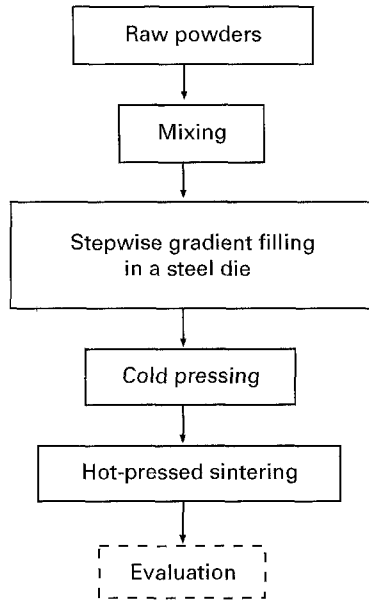 Raw powders
Mixing
Stepwise gradient filling
in a steel die
Cold pressing
Hot-pressed sintering
Evaluation